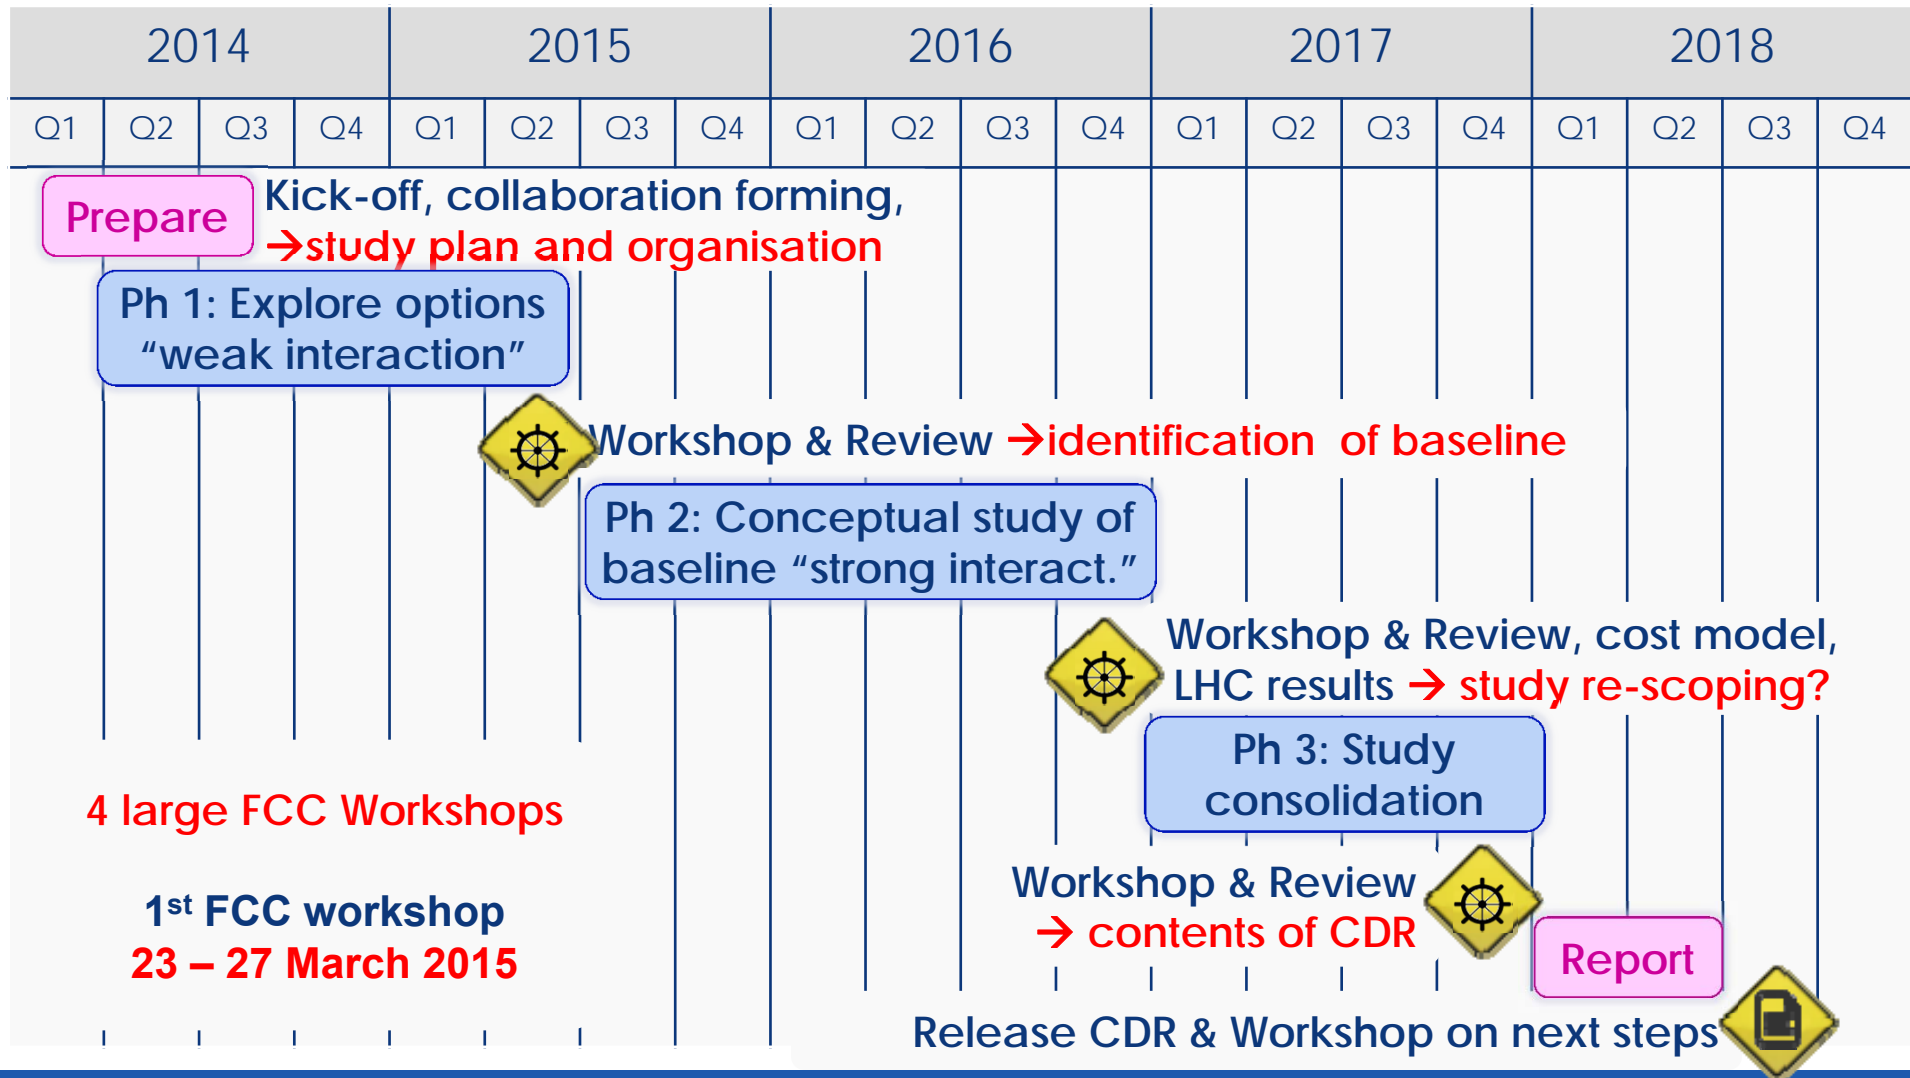 2014 2015 2016 2017 2018
Q1 Q2 Q3 Q4 Q1 Q2 Q3 Q4 Q1 Q2 Q3 Q4 Q1 Q2 Q3 Q4 Q1 Q2 Q3 Q4
Prepare
Kick-off, collaboration forming,
→study plan and organisation
Ph 1: Explore options
“weak interaction”
Workshop & Review →identification of baseline
Ph 2: Conceptual study of
baseline “strong interact.”
Workshop & Review, cost model,
LHC results → study re-scoping?
Ph 3: Study
consolidation
4 large FCC Workshops
1st FCC workshop
23 – 27 March 2015
Workshop & Review
→ contents of CDR
Report
Release CDR & Workshop on next steps